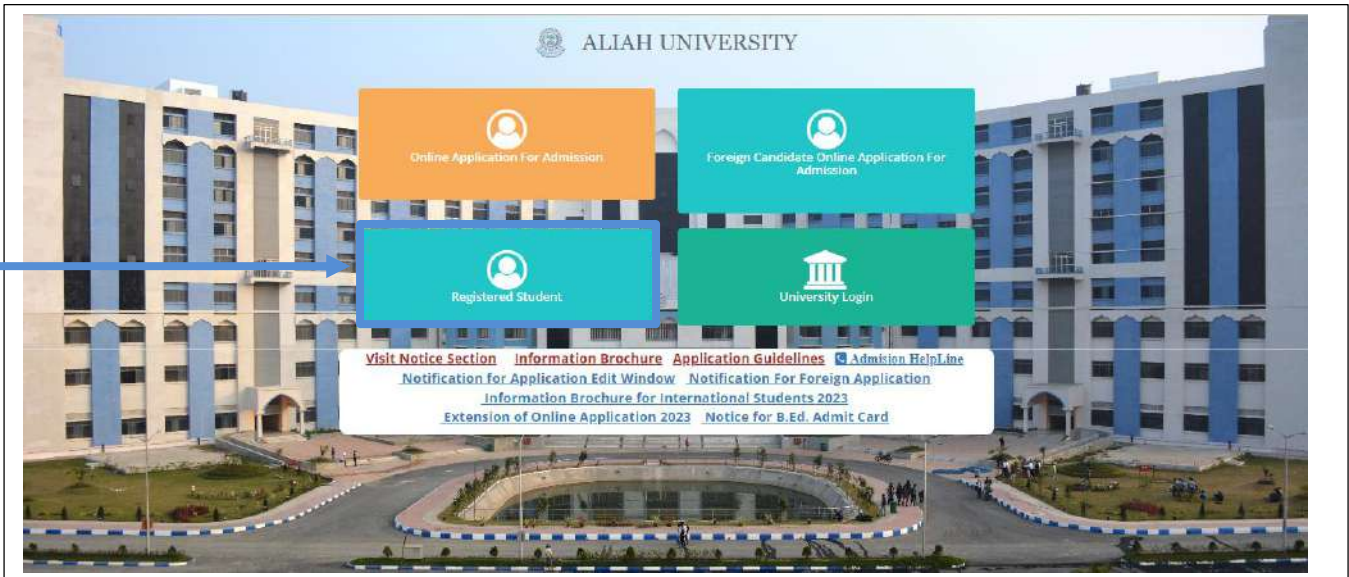 ALIAH UNIVERSITY
Online Application For Admission
Foreign Candidate Online Application For
Admission
Registered Student
University Login
Visit Notice Section Information Brochure Application Guidelines Admision HelpLine
Notification for Application Edit Window Notification For Foreign Application
Information Brochure for International Students 2023
Extension of Online Application 2023 Notice for B.Ed. Admit Card